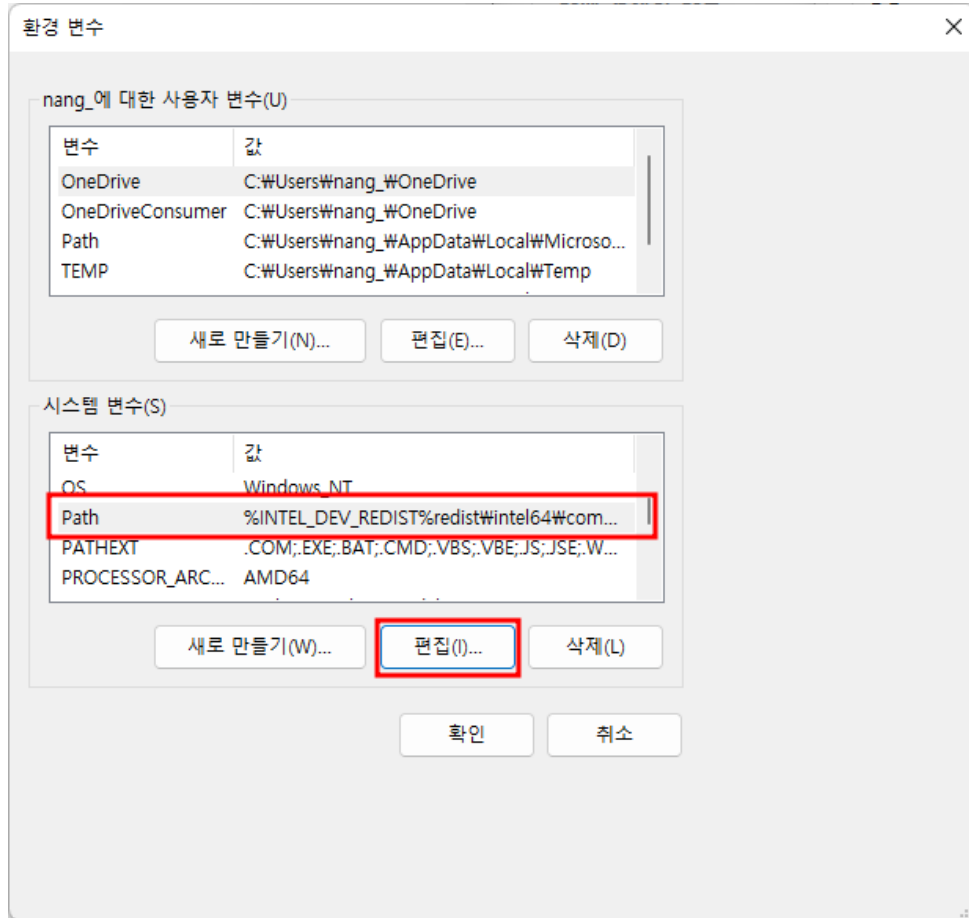 환경 변수
nang_에 대한 사용자 변수(U)
변수 값
OneDrive C:₩Users₩nang_₩OneDrive
OneDriveConsumer C:₩Users₩nang_₩OneDrive
Path C:₩Users₩nang_₩AppData₩Local₩Microso...
TEMP C:₩Users₩nang_₩AppData₩Local₩Temp
새로 만들기(N)... 편집(E)... 삭제(D)
시스템 변수(S)
변수 값
OS Windows_NT
Path %INTEL_DEV_REDIST%redist₩intel64₩com...
PATHEXT .COM;.EXE;.BAT;.CMD;.VBS;.VBE;.JS;.JSE;.W...
PROCESSOR_ARC... AMD64
새로 만들기(W)... 편집(I)... 삭제(L)
확인 취소